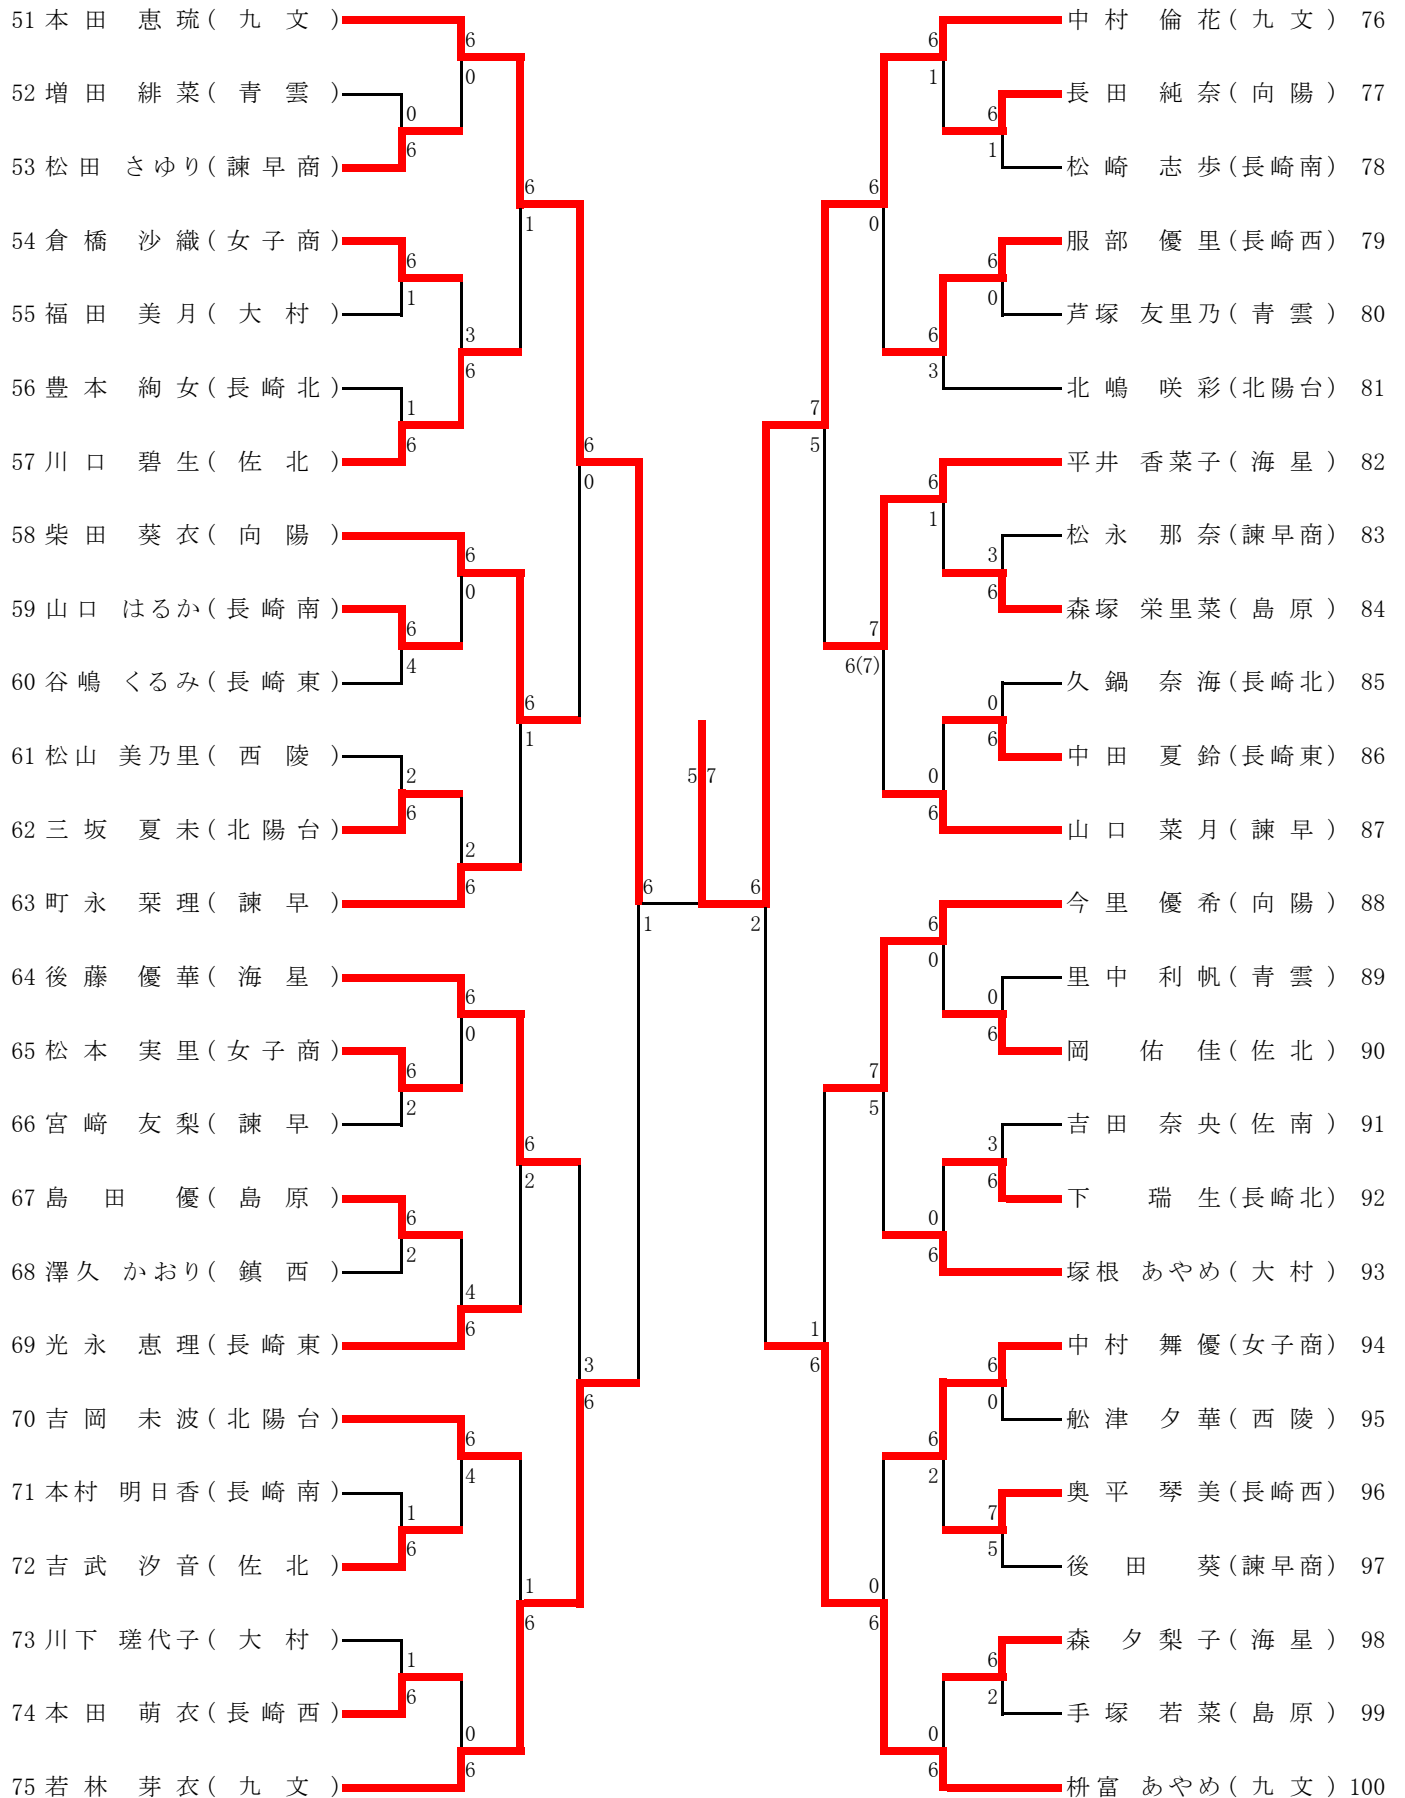 51 本田 恵琉(九文)
6
0
52 増田 緋菜(青雲)
0
6
53 松田 さゆり(諫早商)
6
1
54 倉橋 沙織(女子商)
6
1
55 福田 美月(大村)
3
6
56 豊本 絢女(長崎北)
1
6
57 川口 碧生(佐北)
6
0
58 柴田 葵衣(向陽)
6
0
59 山口 はるか(長崎南)
6
4
60 谷嶋 くるみ(長崎東)
6
1
61 松山 美乃里(西陵)
2
6
62 三坂 夏未(北陽台)
2
6
63 町永 栞理(諫早)
6
1
64 後藤 優華(海星)
6
0
65 松本 実里(女子商)
6
2
66 宮﨑 友梨(諫早)
6
2
67 島田 優(島原)
6
2
68 澤久 かおり(鎮西)
4
6
69 光永 恵理(長崎東)
3
6
70 吉岡 未波(北陽台)
6
4
71 本村 明日香(長崎南)
1
6
72 吉武 汐音(佐北)
1
6
73 川下 瑳代子(大村)
1
6
74 本田 萌衣(長崎西)
0
6
75 若林 芽衣(九文)
5 7
中村 倫花(九文) 76
6
1
長田 純奈(向陽) 77
6
1
松崎 志歩(長崎南) 78
6
0
服部 優里(長崎西) 79
6
0
芦塚 友里乃(青雲) 80
6
3
北嶋 咲彩(北陽台) 81
7
5
平井 香菜子(海星) 82
6
1
松永 那奈(諫早商) 83
3
6
森塚 栄里菜(島原) 84
7
6(7)
久鍋 奈海(長崎北) 85
0
6
中田 夏鈴(長崎東) 86
0
6
山口 菜月(諫早) 87
6
2
今里 優希(向陽) 88
6
0
里中 利帆(青雲) 89
0
6
岡 佑佳(佐北) 90
7
5
吉田 奈央(佐南) 91
3
6
下 瑞生(長崎北) 92
0
6
塚根 あやめ(大村) 93
1
6
中村 舞優(女子商) 94
6
0
舩津 夕華(西陵) 95
6
2
奥平 琴美(長崎西) 96
7
5
後田 葵(諫早商) 97
0
6
森 夕梨子(海星) 98
6
2
手塚 若菜(島原) 99
0
6
枡富 あやめ(九文) 100